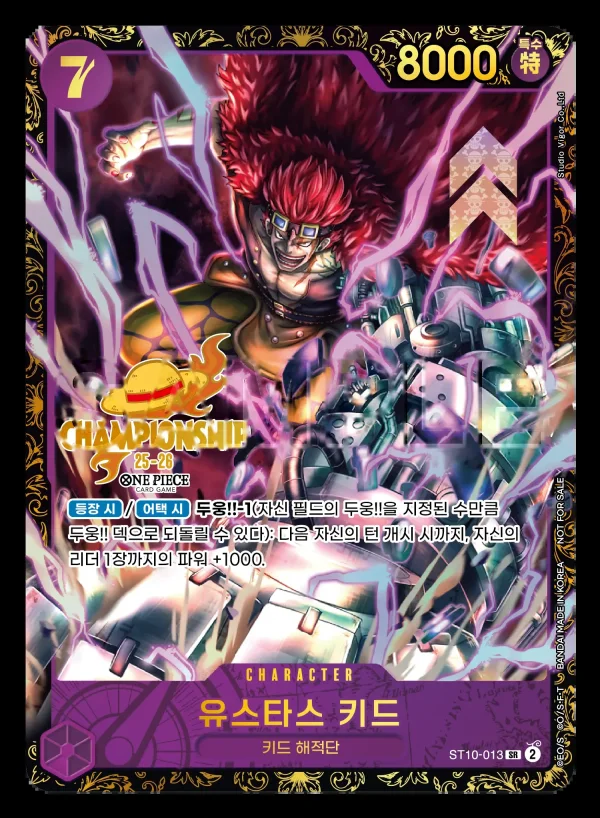 7
8000
특수
特
Studio Vigor Co.,Ltd
SAMPLE
CHAMPIONSHIP
25-26
ONE PIECE
CARD GAME
등장 시 / 어택 시 두웅!!-1(자신 필드의 두웅!!을 지정된 수만큼
두웅!! 덱으로 되돌릴 수 있다): 다음 자신의 턴 개시 시까지, 자신의
리더 1장까지의 파워 +1000.
©E.O/S. ©O/S·F·T BANDAI MADE IN KOREA NOT FOR SALE
CHARACTER
유스타스 키드
키드 해적단
ST10-013 SR 2